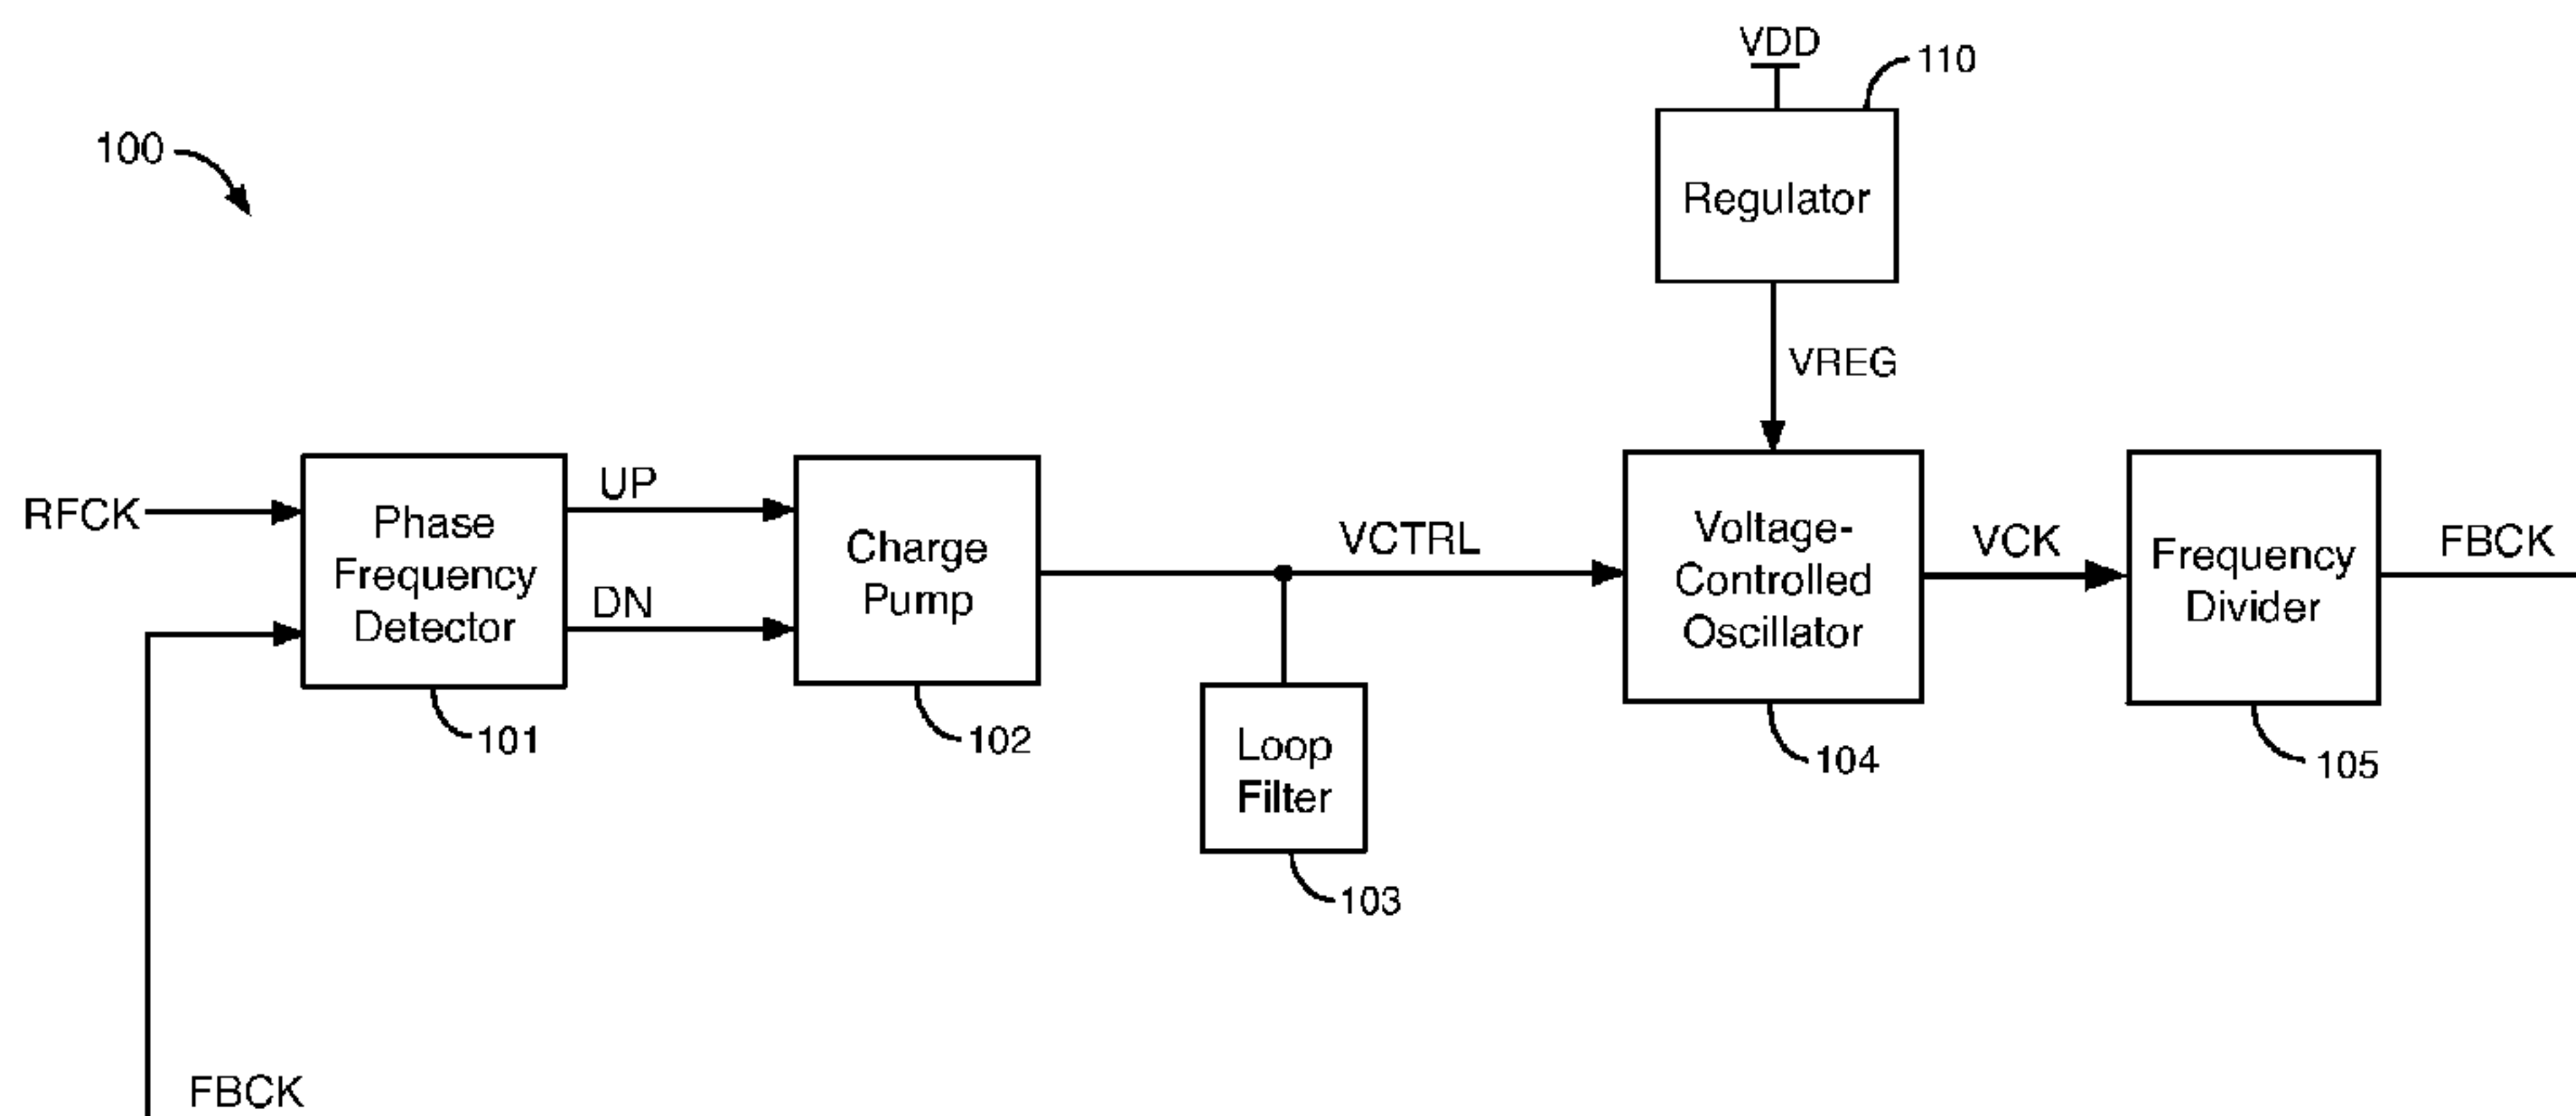 VDD
110
100
Regulator
VREG
RFCK
UP
DN
Phase
Frequency
Detector
101
Charge
Pump
102
VCTRL
Loop
Filter
103
Voltage-
Controlled
Oscillator
104
VCK
Frequency
Divider
105
FBCK
FBCK